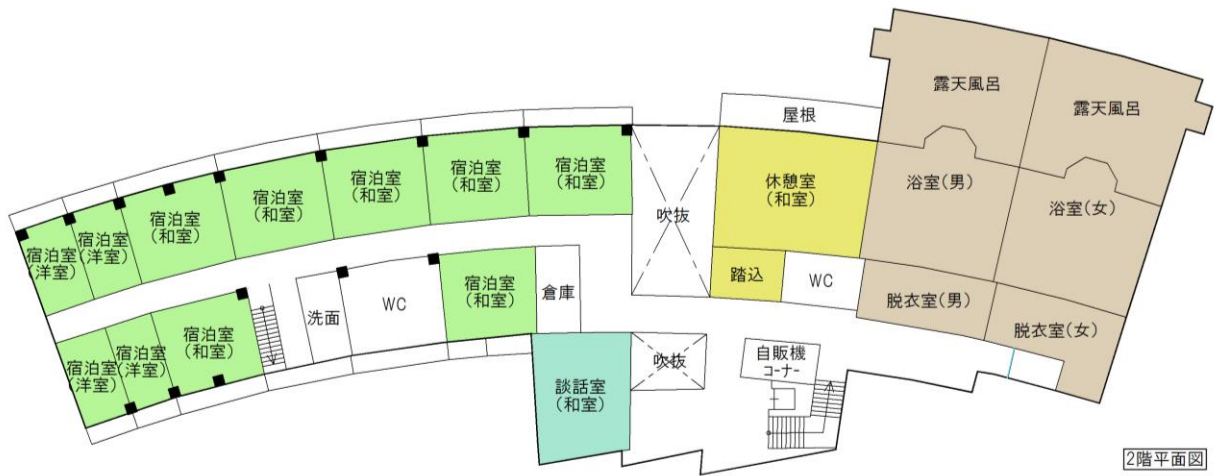 露天風呂
露天風呂
屋根
宿泊室
(和室)
宿泊室
(和室)
宿泊室
(和室)
宿泊室
(和室)
宿泊室
(和室)
宿泊室
(洋室)
宿泊室
(洋室)
休憩室
(和室)
浴室(男)
浴室(女)
吹抜
踏込
WC
脱衣室(男)
脱衣室(女)
宿泊室
(和室)
倉庫
WC
洗面
宿泊室
(和室)
宿泊室
(洋室)
宿泊室
(洋室)
談話室
(和室)
吹抜
自販機
コーナー
2階平面図